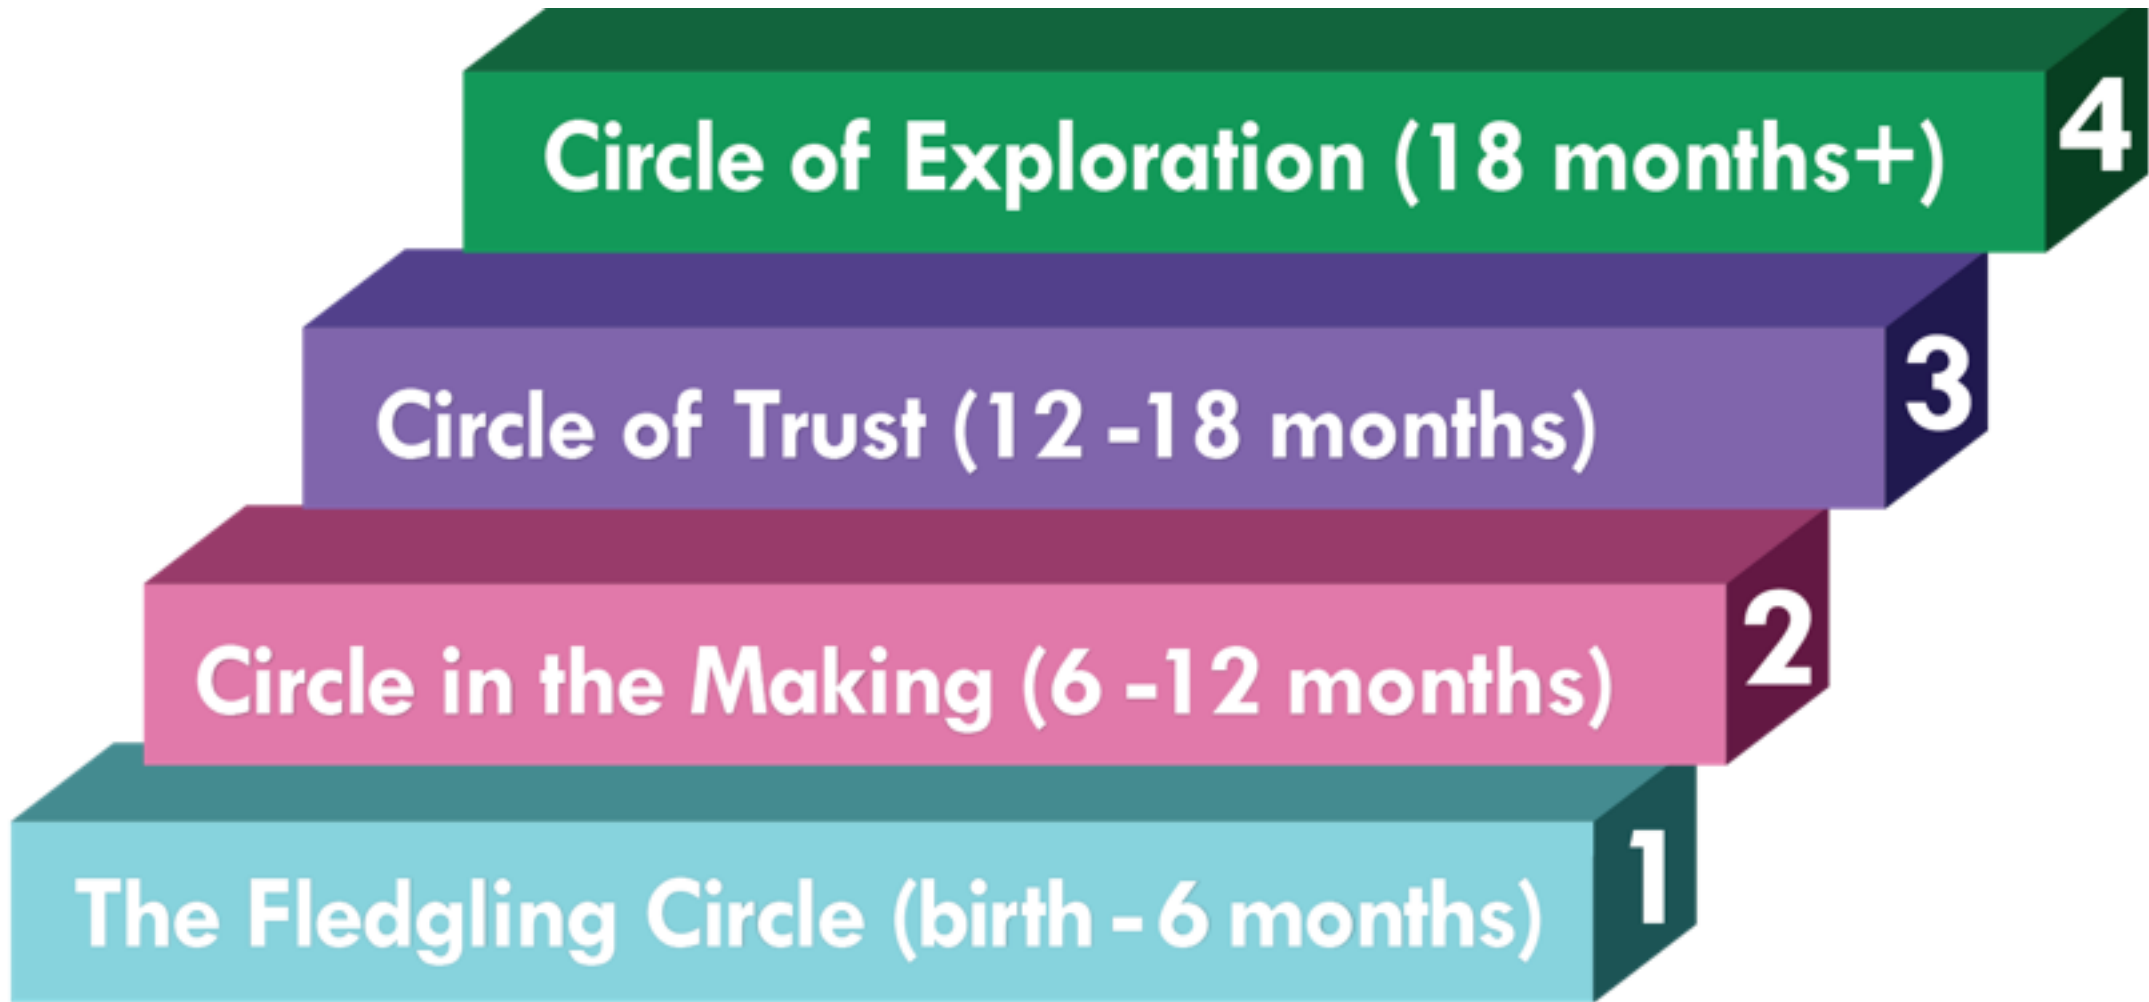 Circle of Exploration (18 months+) 4
Circle of Trust (12 -18 months) 3
Circle in the Making (6 -12 months) 2
The Fledgling Circle (birth - 6 months) 1